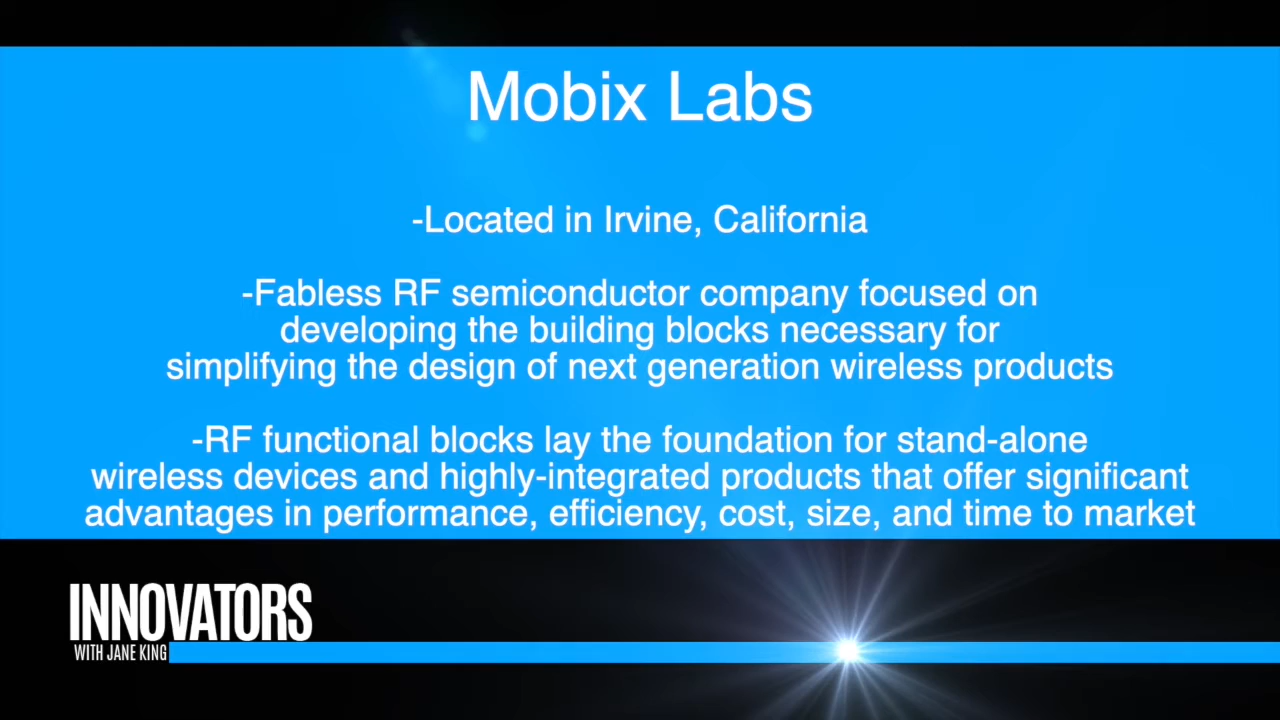 Mobix Labs
-Located in Irvine, California
-Fabless RF semiconductor company focused on
developing the building blocks necessary for
simplifying the design of next generation wireless products
-RF functional blocks lay the foundation for stand-alone
wireless devices and highly-integrated products that offer significant
advantages in performance, efficiency, cost, size, and time to market
INNOVATORS
WITH JANE KING